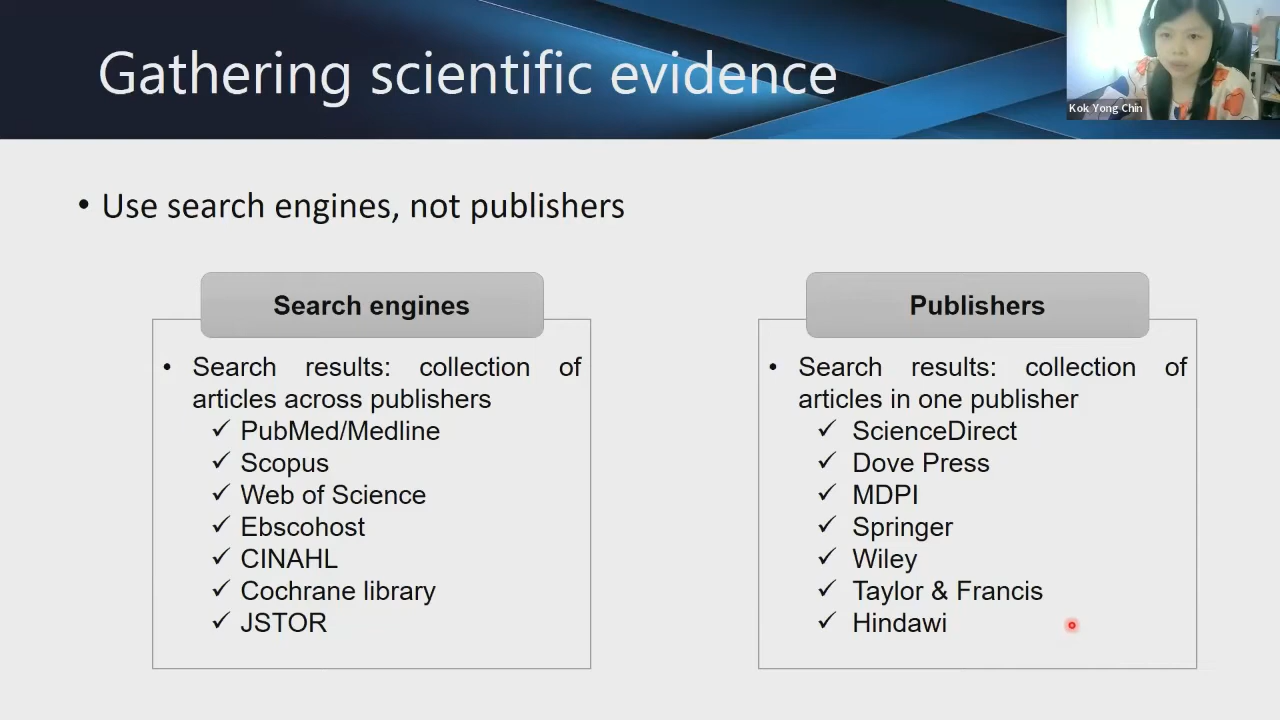 Gathering scientific evidence
Kok Yong Chin
• Use search engines, not publishers
Search engines
• Search results: collection of
articles across publishers
✓ PubMed/Medline
✓ Scopus
✓ Web of Science
✓ Ebscohost
✓ CINAHL
✓ Cochrane library
✓ JSTOR
Publishers
• Search results: collection of
articles in one publisher
✓ ScienceDirect
✓ Dove Press
✓ MDPI
✓ Springer
✓ Wiley
✓ Taylor & Francis
✓ Hindawi